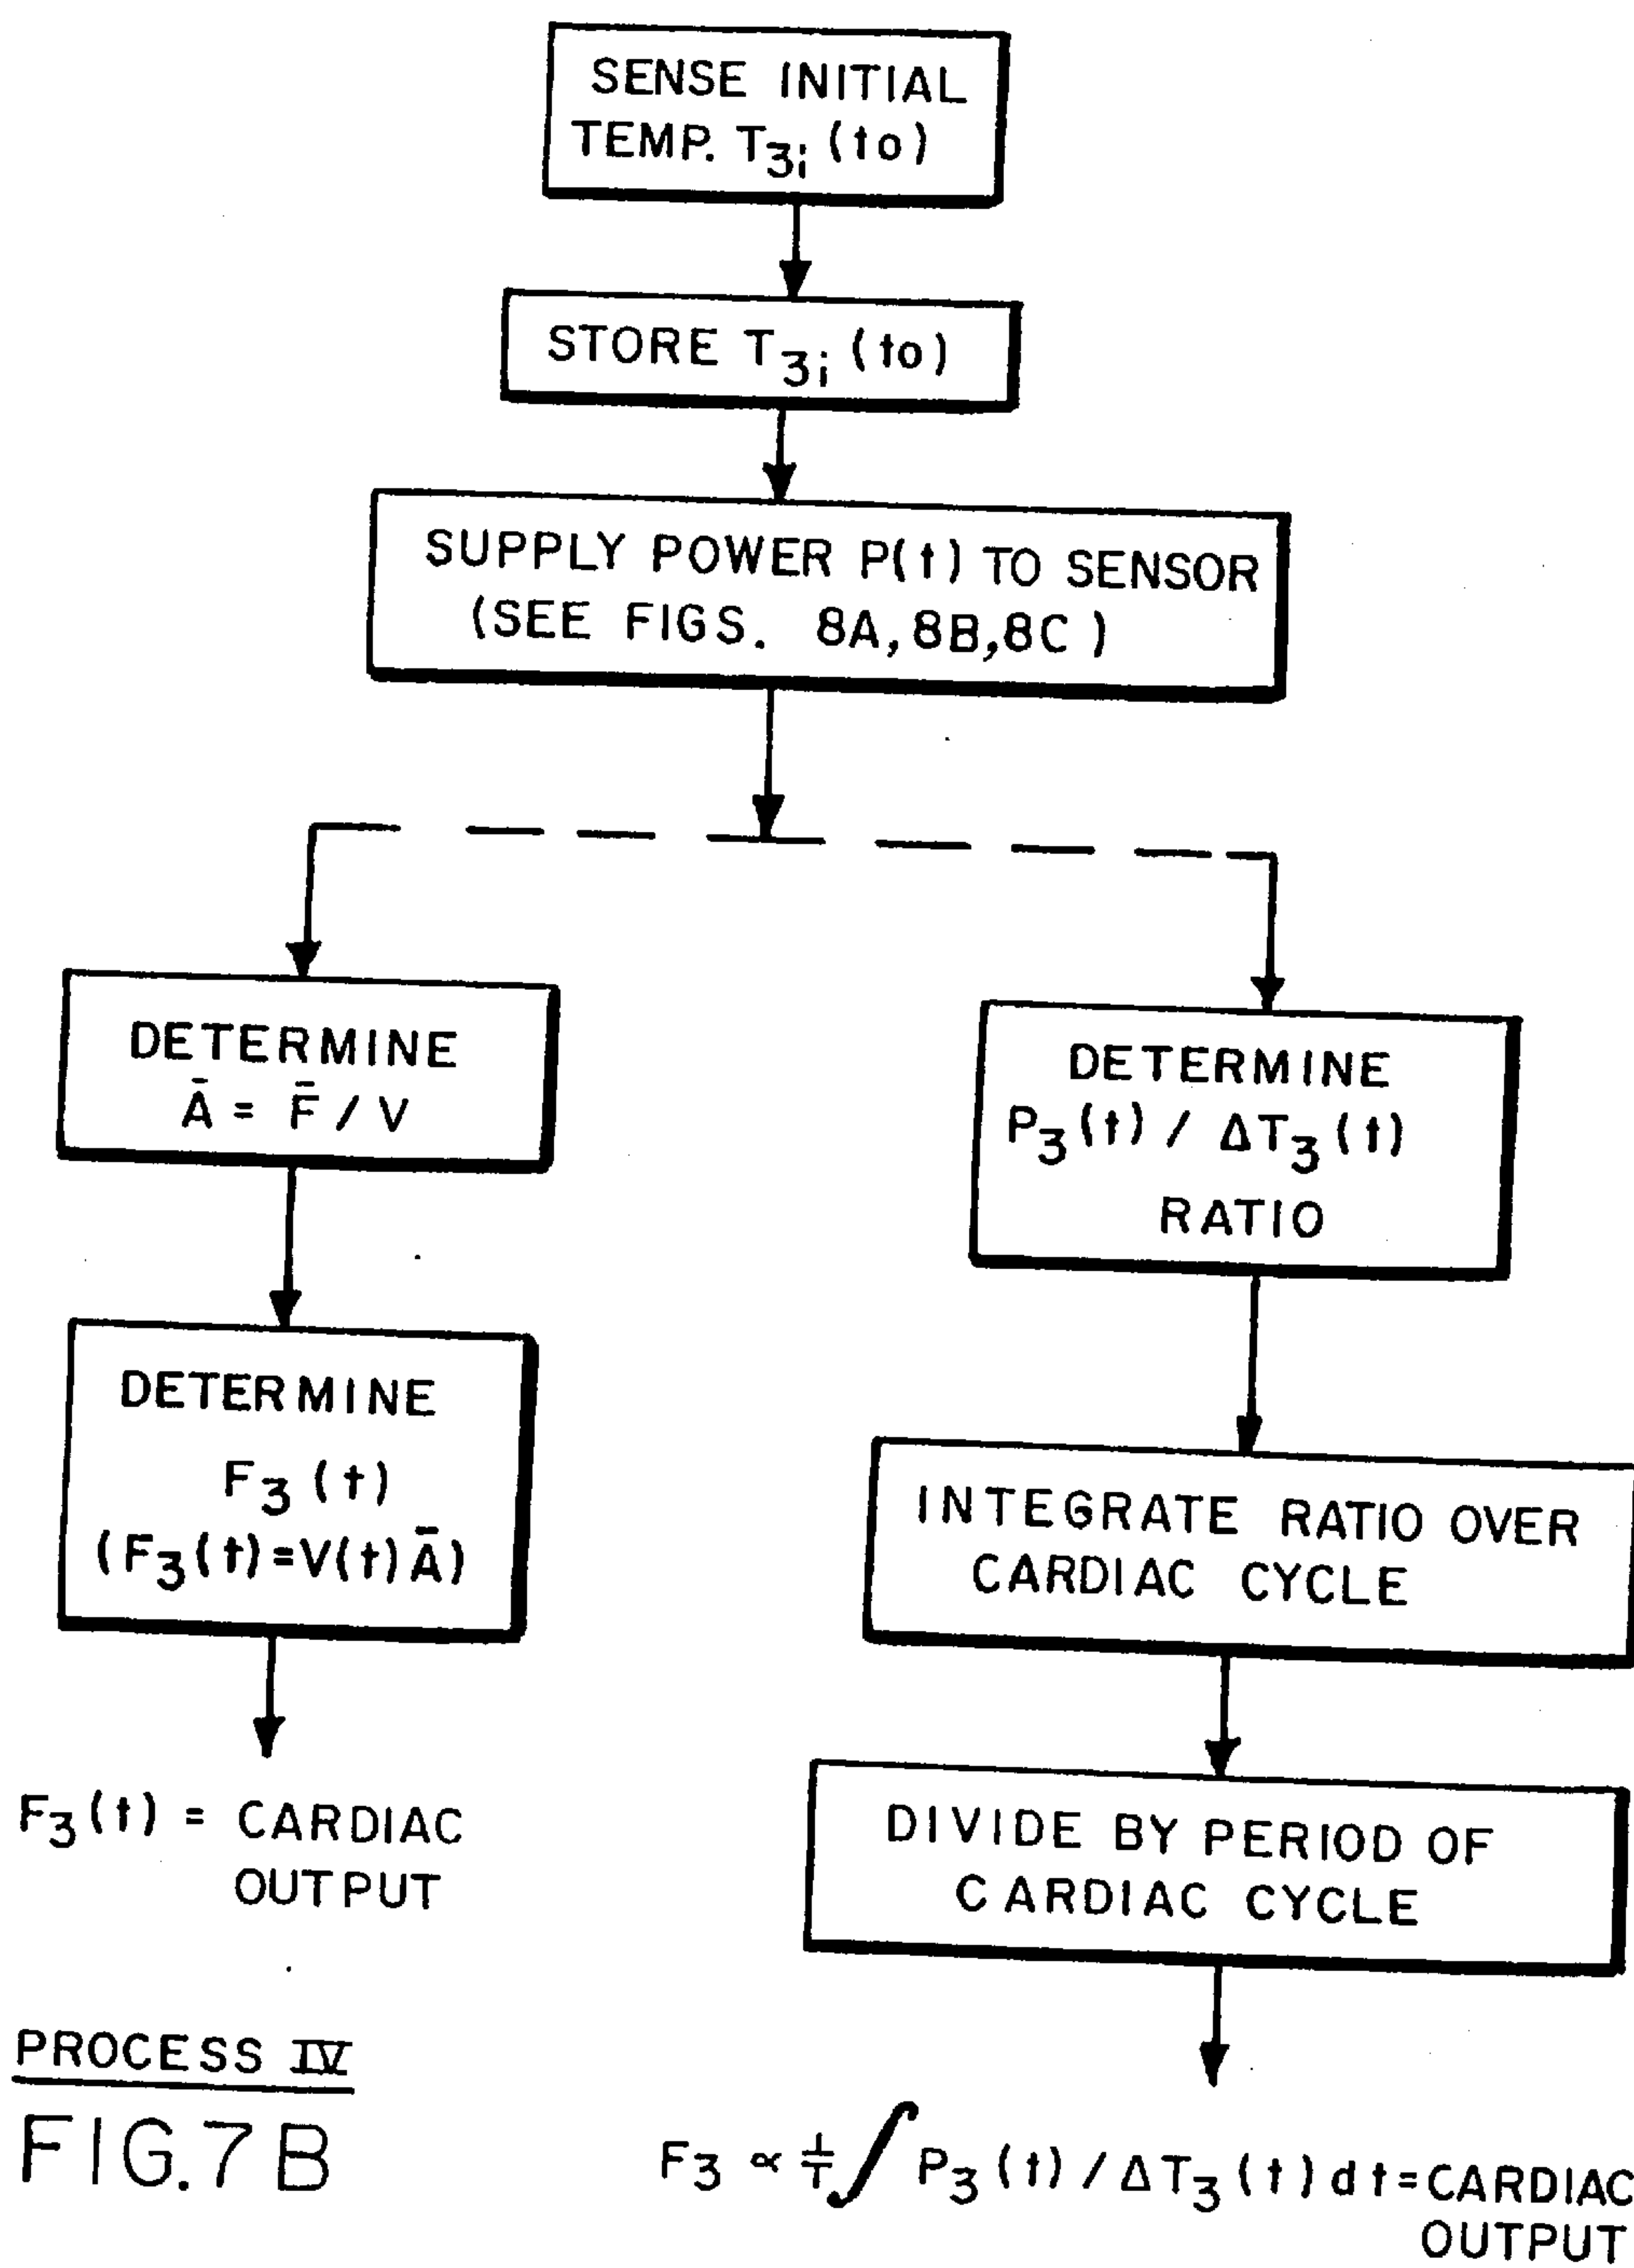 SENSE INITIAL
TEMP. T3i (to)
STORE T3i (to)
SUPPLY POWER P(t) TO SENSOR
(SEE FIGS. 8A, 8B, 8C )
DETERMINE
Ā = F̄ / V
DETERMINE
F3 (t)
(F3(t)=V(t)Ā)
F3(t) = CARDIAC
OUTPUT
DETERMINE
P3(t) / ΔT3(t)
RATIO
INTEGRATE RATIO OVER
CARDIAC CYCLE
DIVIDE BY PERIOD OF
CARDIAC CYCLE
F3 ∝ 1/T ∫ P3(t) / ΔT3(t) dt = CARDIAC
OUTPUT
PROCESS IV
FIG. 7B